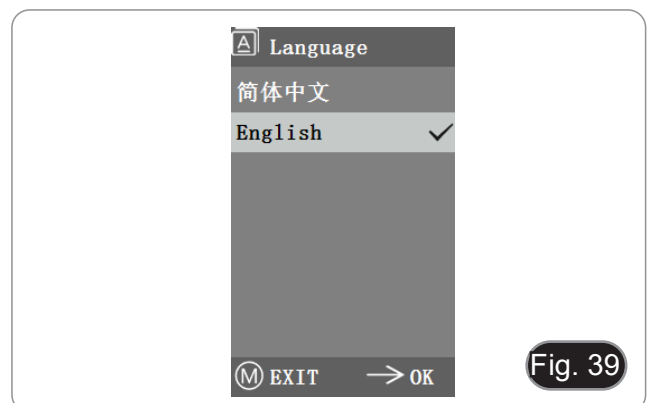 A Language
简体中文
English
M EXIT → OK
Fig. 39